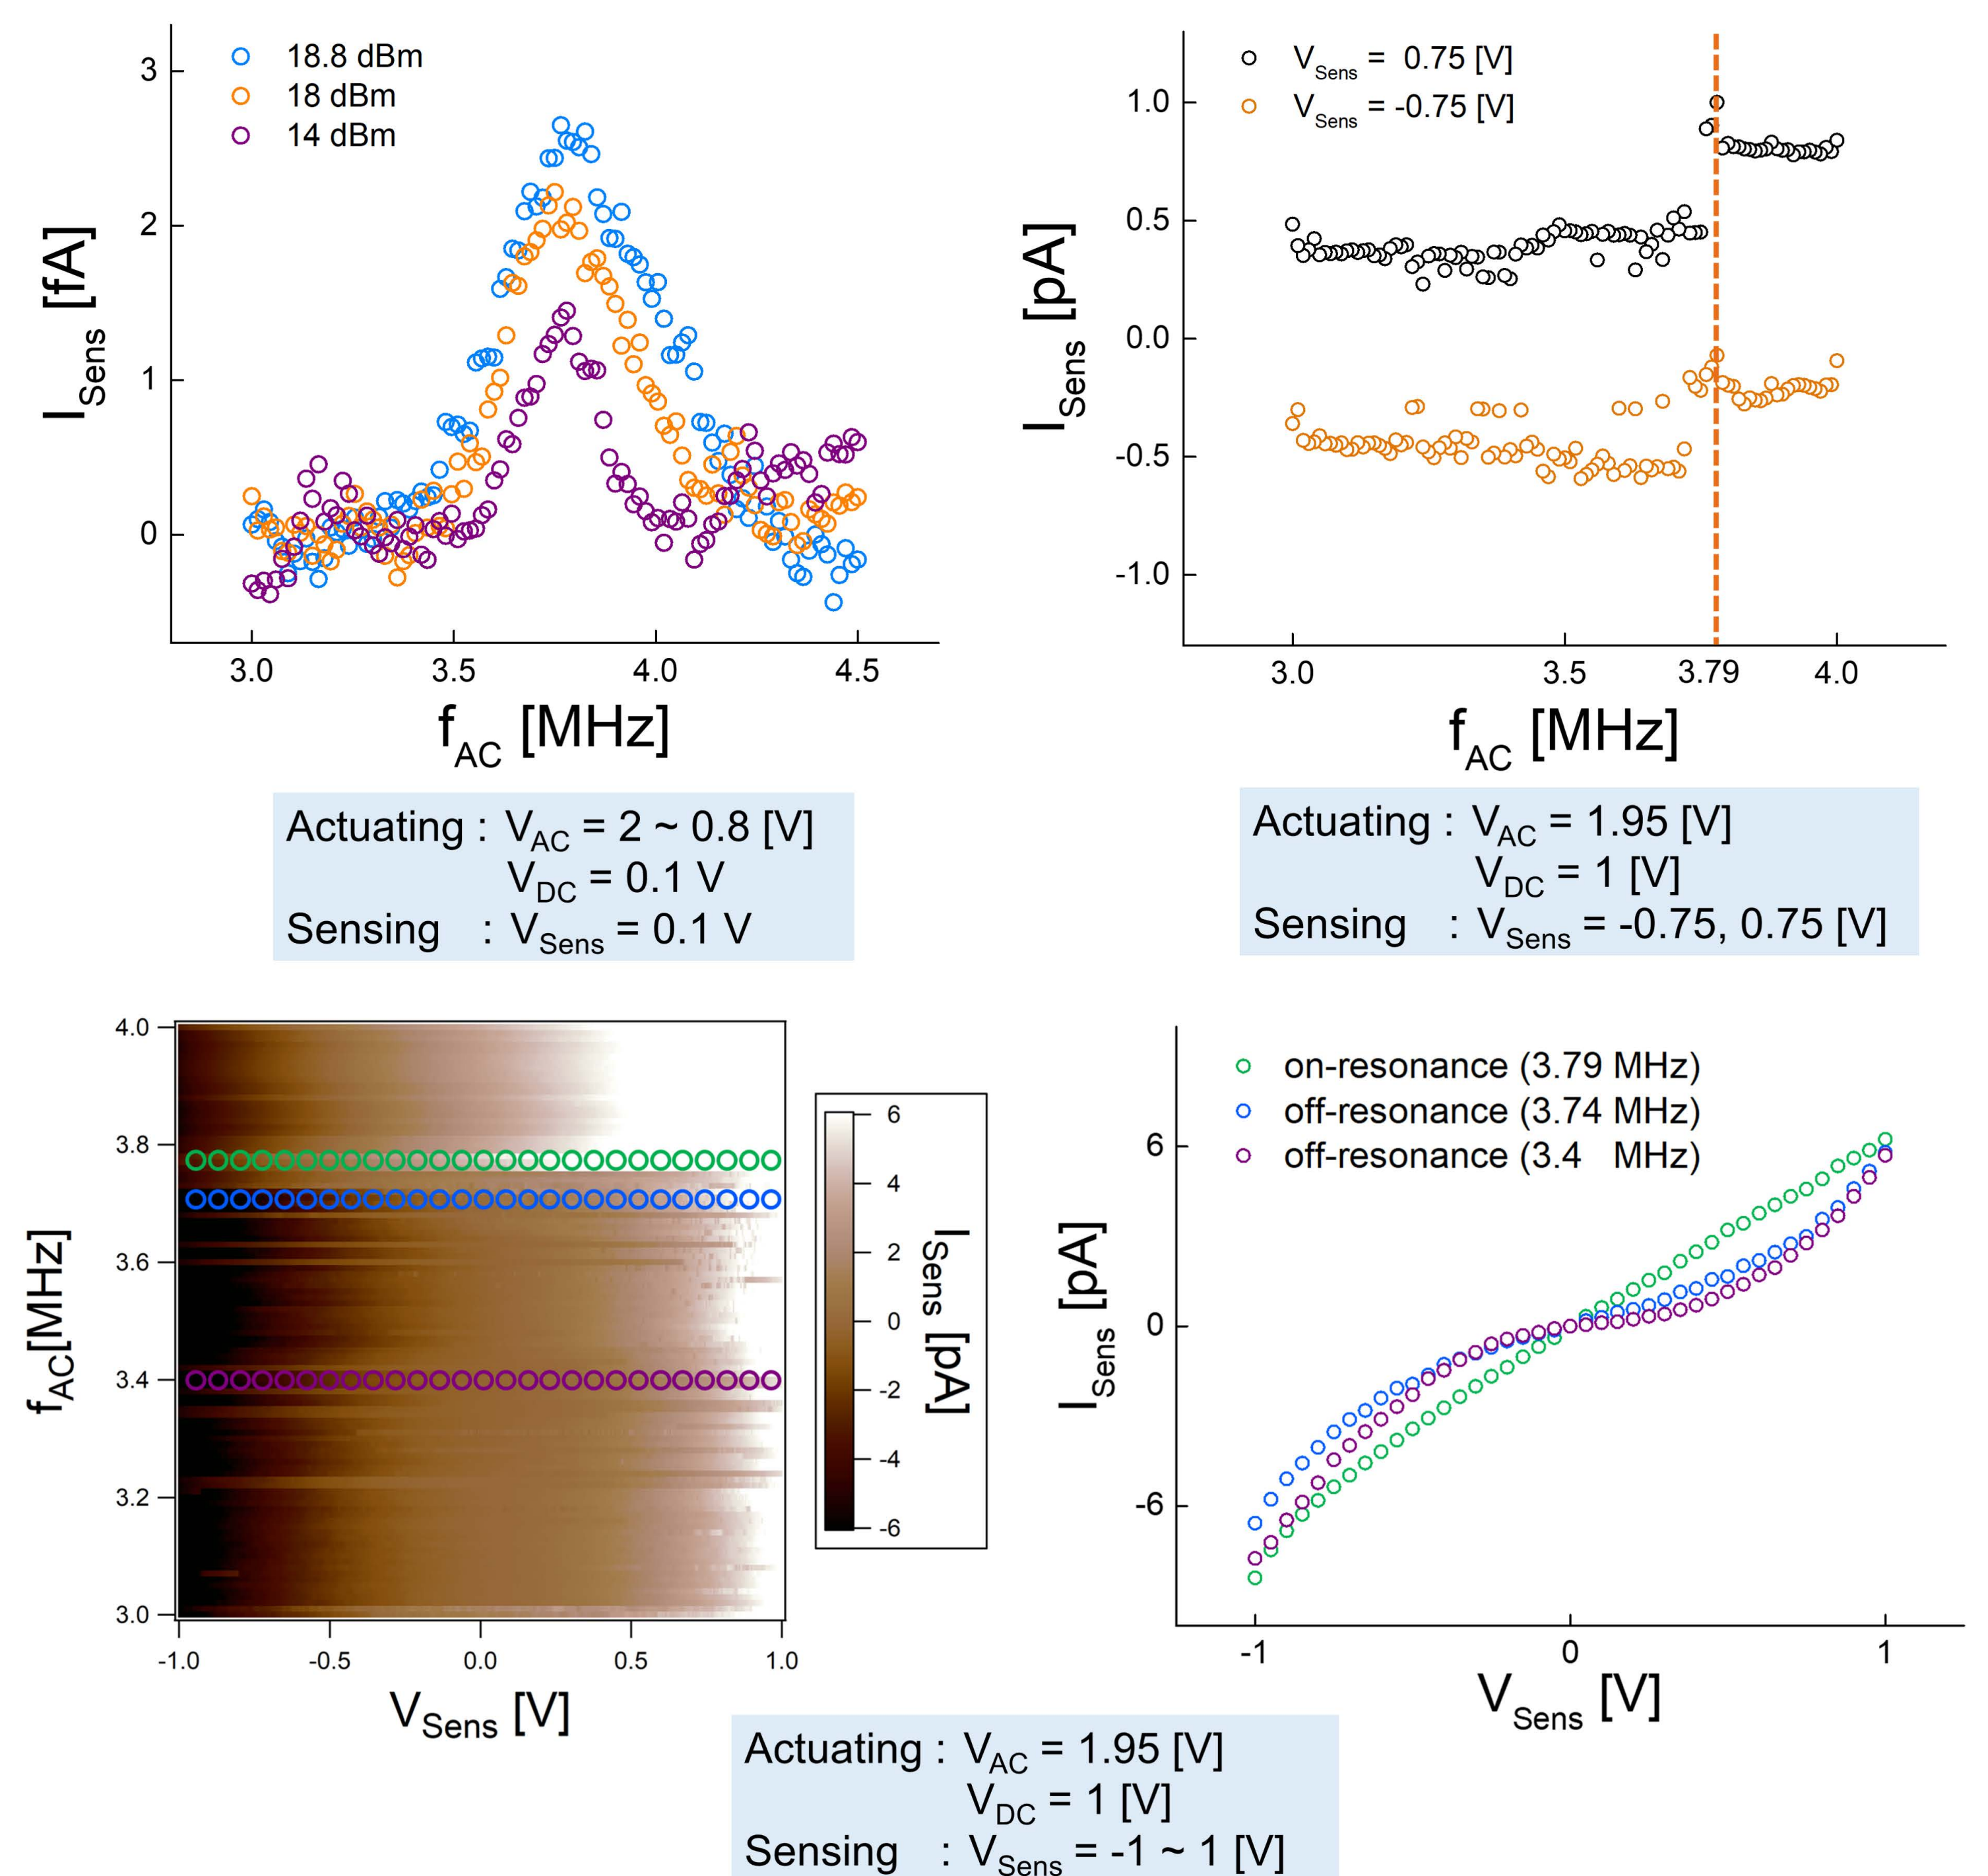 18.8 dBm
18 dBm
14 dBm
3
2
1
0
I_Sens [fA]
3.0 3.5 4.0 4.5
f_AC [MHz]
Actuating : V_AC = 2 ~ 0.8 [V]
V_DC = 0.1 V
Sensing : V_Sens = 0.1 V
V_Sens = 0.75 [V]
V_Sens = -0.75 [V]
1.0
0.5
0.0
-0.5
-1.0
I_Sens [pA]
3.0 3.5 3.79 4.0
f_AC [MHz]
Actuating : V_AC = 1.95 [V]
V_DC = 1 [V]
Sensing : V_Sens = -0.75, 0.75 [V]
4.0
3.8
3.6
3.4
3.2
3.0
f_AC[MHz]
-1.0 -0.5 0.0 0.5 1.0
V_Sens [V]
6
4
2
0
-2
-4
-6
I_Sens [pA]
on-resonance (3.79 MHz)
off-resonance (3.74 MHz)
off-resonance (3.4 MHz)
6
0
-6
I_Sens [pA]
-1 0 1
V_Sens [V]
Actuating : V_AC = 1.95 [V]
V_DC = 1 [V]
Sensing : V_Sens = -1 ~ 1 [V]